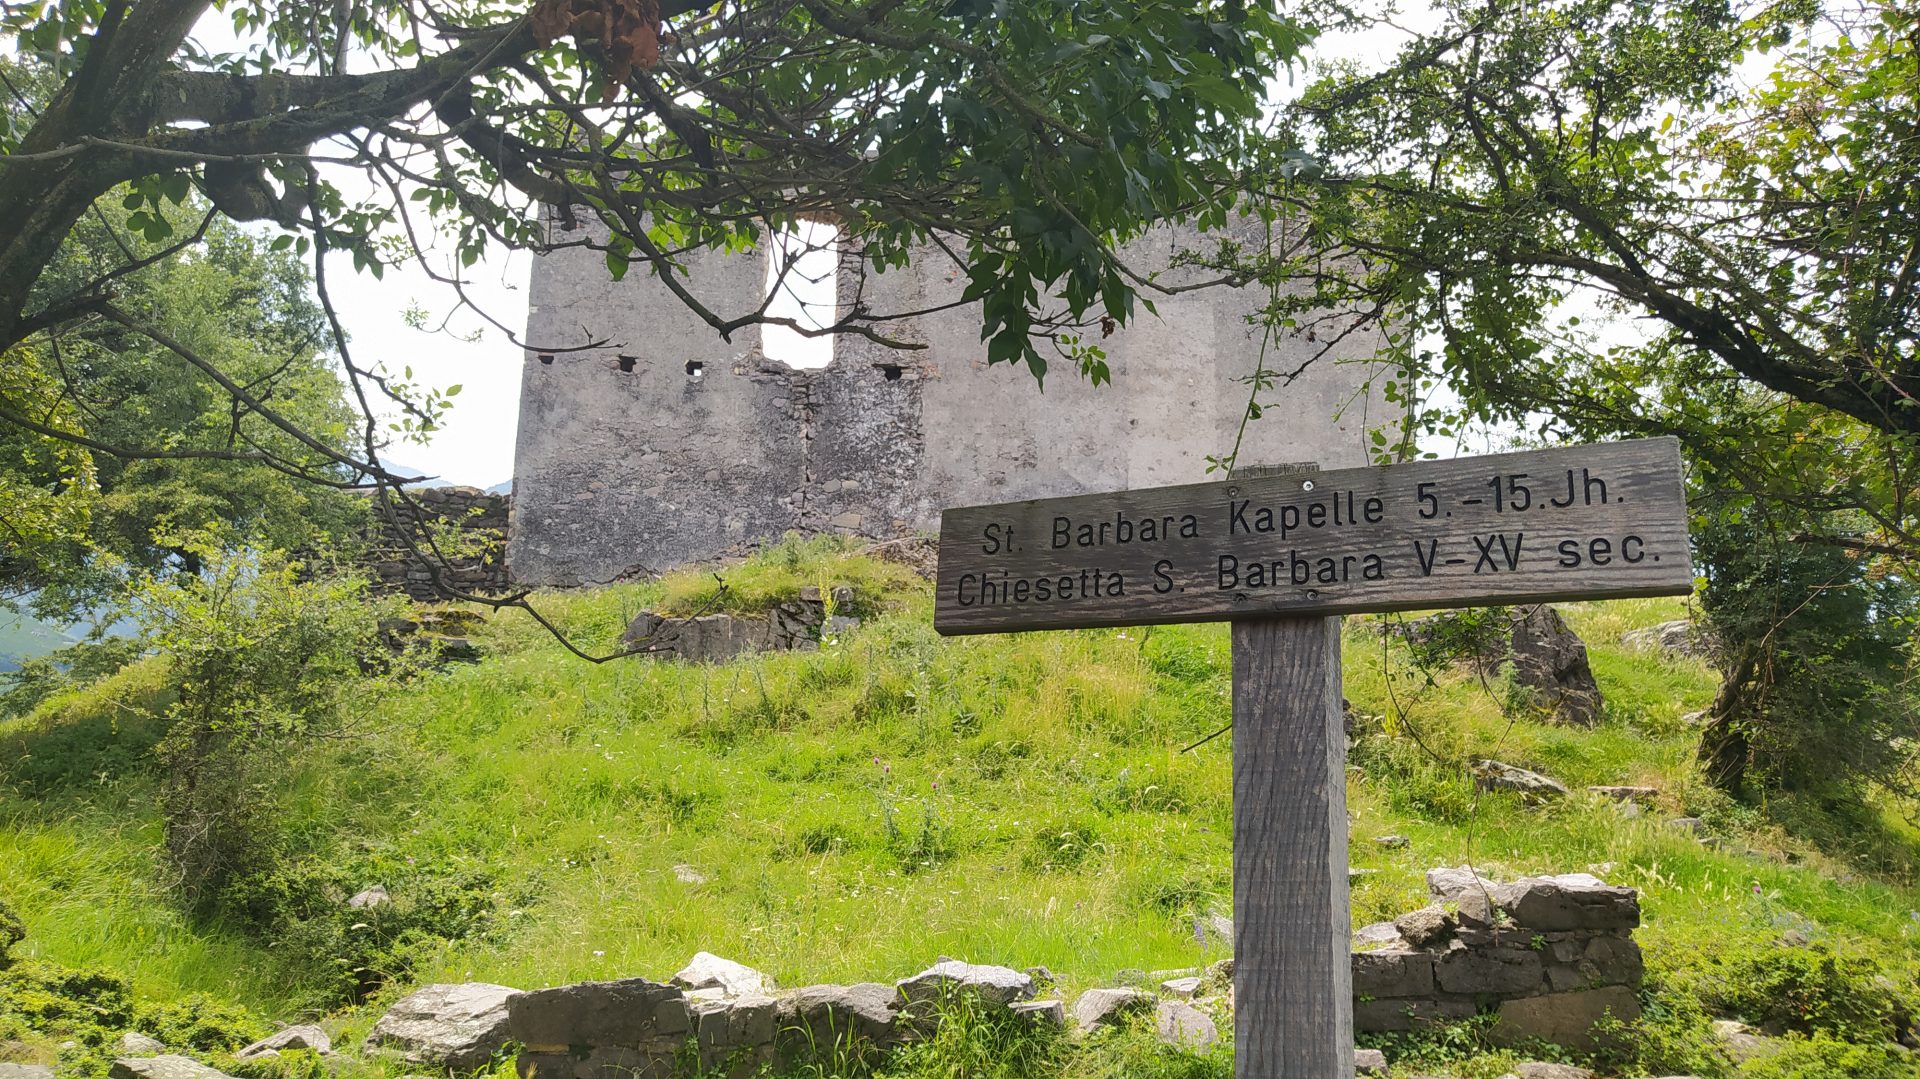 St. Barbara Kapelle 5.-15.Jh.
Chiesetta S. Barbara V-XV sec.